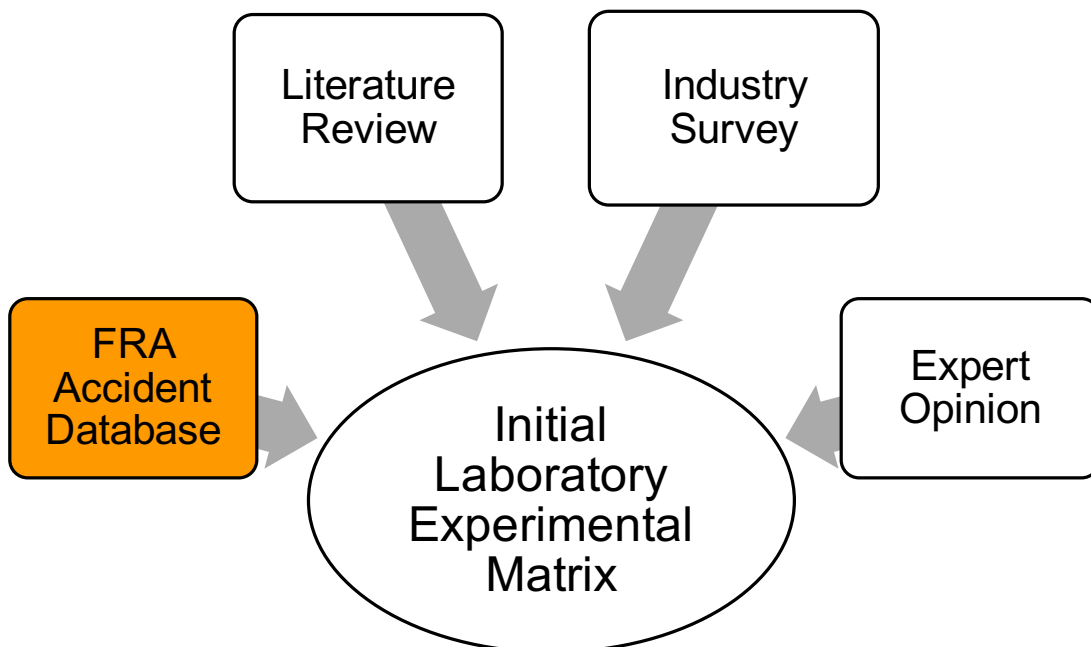 Literature
Review
Industry
Survey
FRA
Accident
Database
Expert
Opinion
Initial
Laboratory
Experimental
Matrix